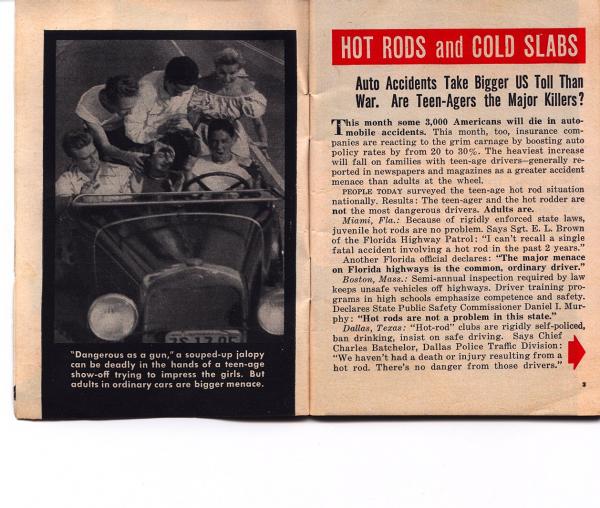 "Dangerous as a gun," a souped-up jalopy
can be deadly in the hands of a teen-age
show-off trying to impress the girls. But
adults in ordinary cars are bigger menace.
HOT RODS and COLD SLABS
Auto Accidents Take Bigger US Toll Than
War. Are Teen-Agers the Major Killers?
This month some 3,000 Americans will die in auto-
mobile accidents. This month, too, insurance com-
panies are reacting to the grim carnage by boosting auto
policy rates by from 20 to 30%. The heaviest increase
will fall on families with teen-age drivers—generally re-
ported in newspapers and magazines as a greater accident
menace than adults at the wheel.
PEOPLE TODAY surveyed the teen-age hot rod situation
nationally. Results: The teen-ager and the hot rodder are
not the most dangerous drivers. Adults are.
Miami, Fla.: Because of rigidly enforced state laws,
juvenile hot rods are no problem. Says Sgt. E. L. Brown
of the Florida Highway Patrol: "I can't recall a single
fatal accident involving a hot rod in the past 2 years."
Another Florida official declares: "The major menace
on Florida highways is the common, ordinary driver."
Boston, Mass.: Semi-annual inspection required by law
keeps unsafe vehicles off highways. Driver training pro-
grams in high schools emphasize competence and safety.
Declares State Public Safety Commissioner Daniel I. Mur-
phy: "Hot rods are not a problem in this state."
Dallas, Texas: "Hot-rod" clubs are rigidly self-policed,
ban drinking, insist on safe driving. Says Chief
Charles Batchelor, Dallas Police Traffic Division:
"We haven't had a death or injury resulting from a
hot rod. There's no danger from those drivers."
3